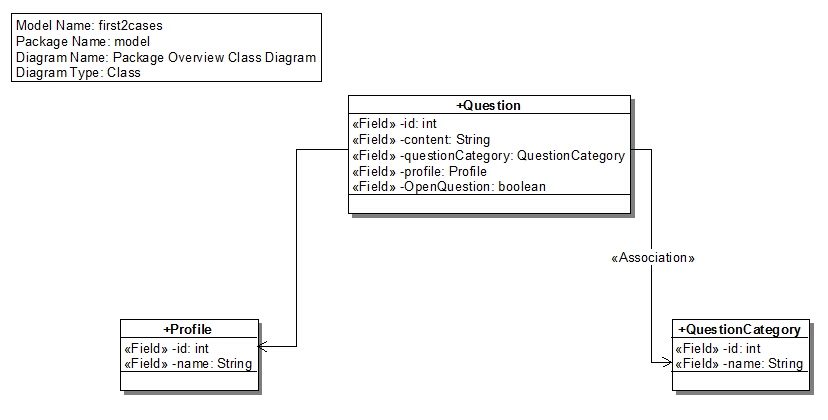 Model Name: first2cases
Package Name: model
Diagram Name: Package Overview Class Diagram
Diagram Type: Class
+Question
«Field» -id: int
«Field» -content: String
«Field» -questionCategory: QuestionCategory
«Field» -profile: Profile
«Field» -OpenQuestion: boolean
«Association»
+Profile
«Field» -id: int
«Field» -name: String
+QuestionCategory
«Field» -id: int
«Field» -name: String